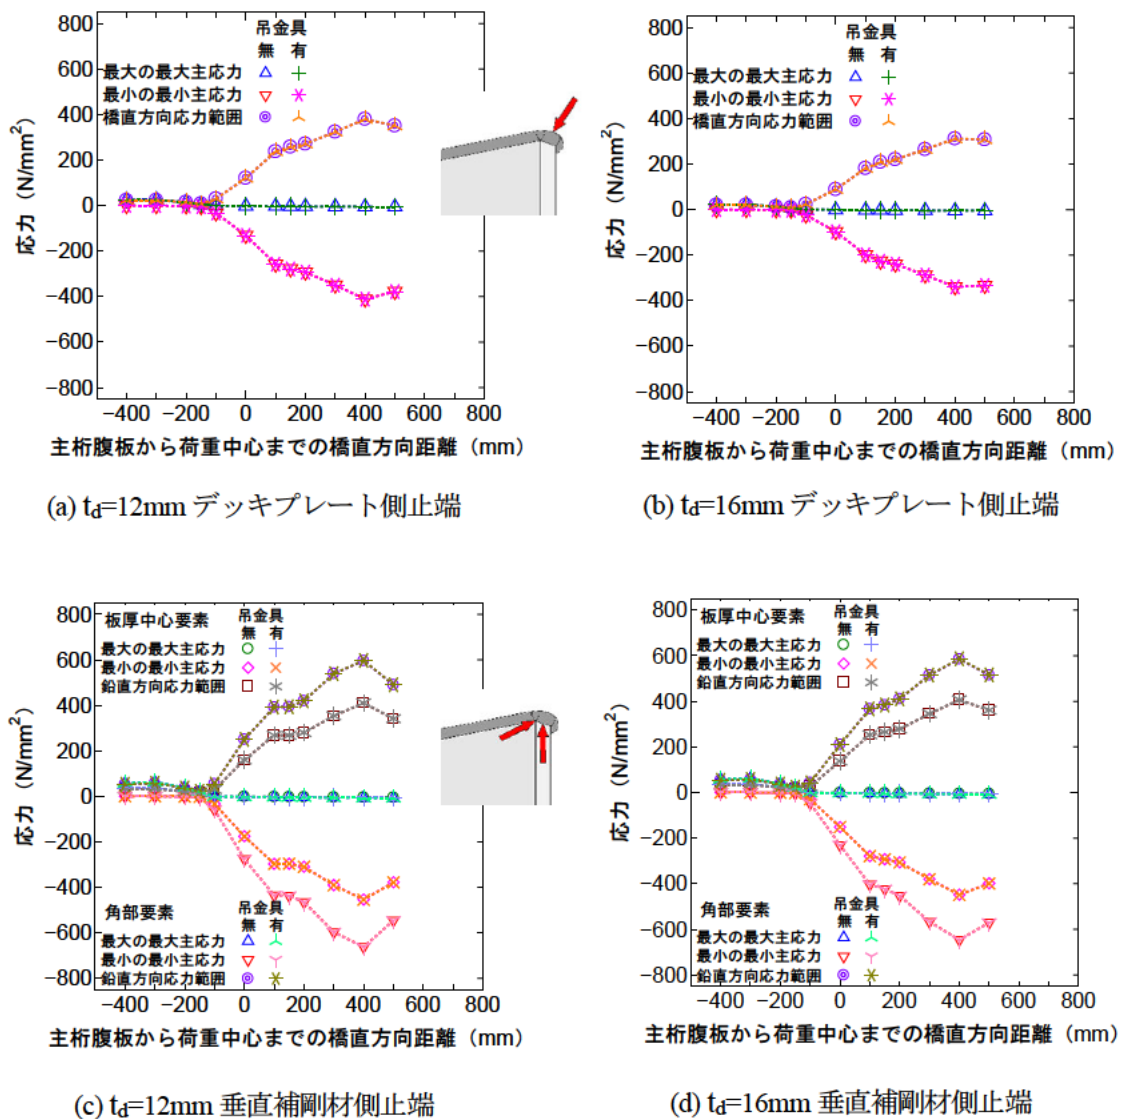 吊金具
無 有
最大の最大主応力
最小の最小主応力
橋直方向応力範囲
800
600
400
200
0
−200
−400
−600
−800
応力 (N/mm²)
−400 −200 0 200 400 600 800
主桁腹板から荷重中心までの橋直方向距離 (mm)
(a) td=12mm デッキプレート側止端
吊金具
無 有
最大の最大主応力
最小の最小主応力
橋直方向応力範囲
800
600
400
200
0
−200
−400
−600
−800
応力 (N/mm²)
−400 −200 0 200 400 600 800
主桁腹板から荷重中心までの橋直方向距離 (mm)
(b) td=16mm デッキプレート側止端
板厚中心要素 吊金具
無 有
最大の最大主応力
最小の最小主応力
鉛直方向応力範囲
800
600
400
200
0
−200
−400
−600
−800
応力 (N/mm²)
角部要素 吊金具
無 有
最大の最大主応力
最小の最小主応力
鉛直方向応力範囲
−400 −200 0 200 400 600 800
主桁腹板から荷重中心までの橋直方向距離 (mm)
(c) td=12mm 垂直補剛材側止端
板厚中心要素 吊金具
無 有
最大の最大主応力
最小の最小主応力
鉛直方向応力範囲
800
600
400
200
0
−200
−400
−600
−800
応力 (N/mm²)
角部要素 吊金具
無 有
最大の最大主応力
最小の最小主応力
鉛直方向応力範囲
−400 −200 0 200 400 600 800
主桁腹板から荷重中心までの橋直方向距離 (mm)
(d) td=16mm 垂直補剛材側止端